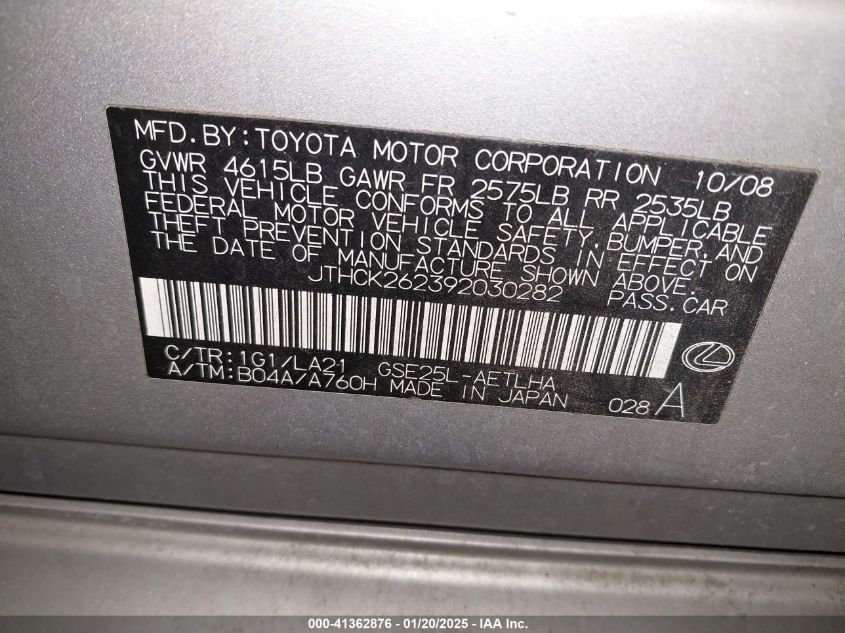 MFD. BY: TOYOTA MOTOR CORPORATION 10/08
GVWR 4615LB GAWR FR 2575LB RR 2535LB
THIS VEHICLE CONFORMS TO ALL APPLICABLE
FEDERAL MOTOR VEHICLE SAFETY, BUMPER, AND
THEFT PREVENTION STANDARDS IN EFFECT ON
THE DATE OF MANUFACTURE SHOWN ABOVE.
JTHCK262392030282 PASS. CAR
C/TR: 1G1/LA21 GSE25L-AETLHA
A/TM: B04A/A760H MADE IN JAPAN 028 A
000-41362876 - 01/20/2025 - IAA Inc.